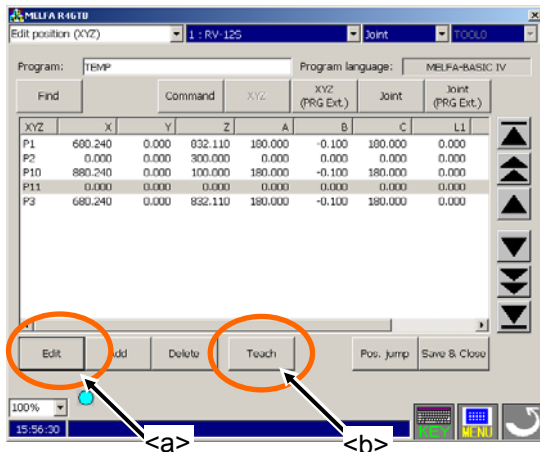 MELFA R46TB
Edit position (XYZ) 1 : RV-12S Joint TOOL0
Program: TEMP Program language: MELFA-BASIC IV
Find Command XYZ XYZ (PRG Ext.) Joint Joint (PRG Ext.)
XYZ X Y Z A B C L1
P1 680.240 0.000 832.110 180.000 -0.100 180.000 0.000
P2 0.000 0.000 300.000 0.000 0.000 0.000 0.000
P10 880.240 0.000 100.000 180.000 -0.100 180.000 0.000
P11 0.000 0.000 0.000 0.000 0.000 0.000 0.000
P3 680.240 0.000 832.110 180.000 -0.100 180.000 0.000
Edit Add Delete Teach Pos. jump Save & Close
100%
15:56:30 KEY MENU
<a> <b>